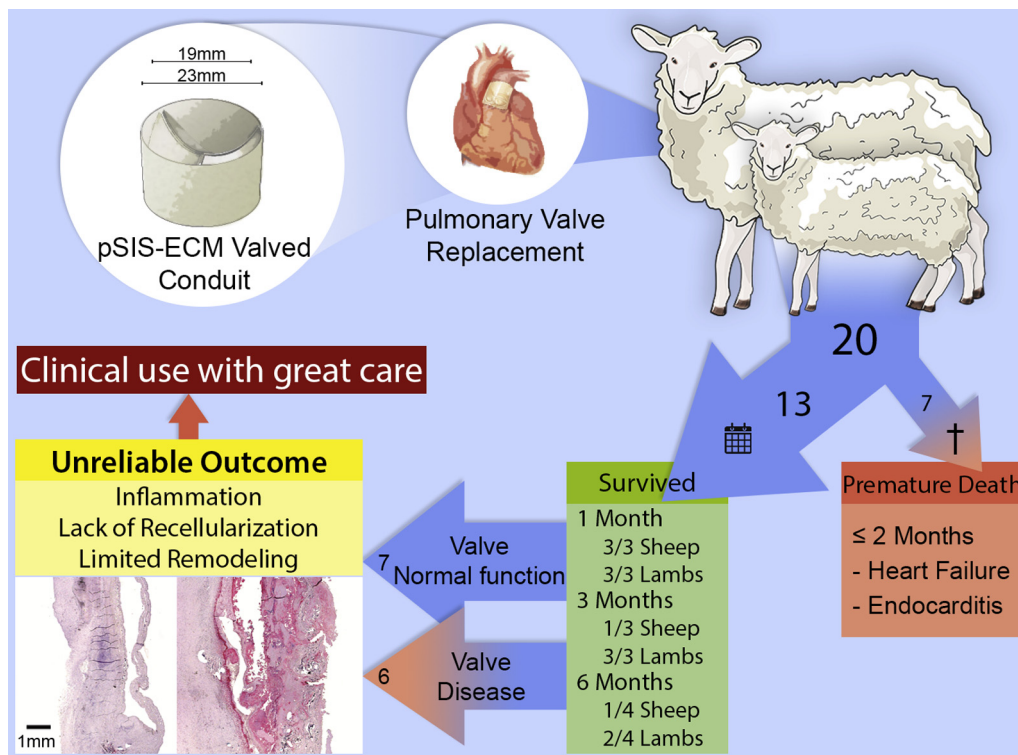 19mm
23mm
pSIS-ECM Valved
Conduit
Pulmonary Valve
Replacement
20
13
7
†
Clinical use with great care
Unreliable Outcome
Inflammation
Lack of Recellularization
Limited Remodeling
1mm
7
Valve
Normal function
6
Valve
Disease
Survived
1 Month
3/3 Sheep
3/3 Lambs
3 Months
1/3 Sheep
3/3 Lambs
6 Months
1/4 Sheep
2/4 Lambs
Premature Death
≤ 2 Months
- Heart Failure
- Endocarditis